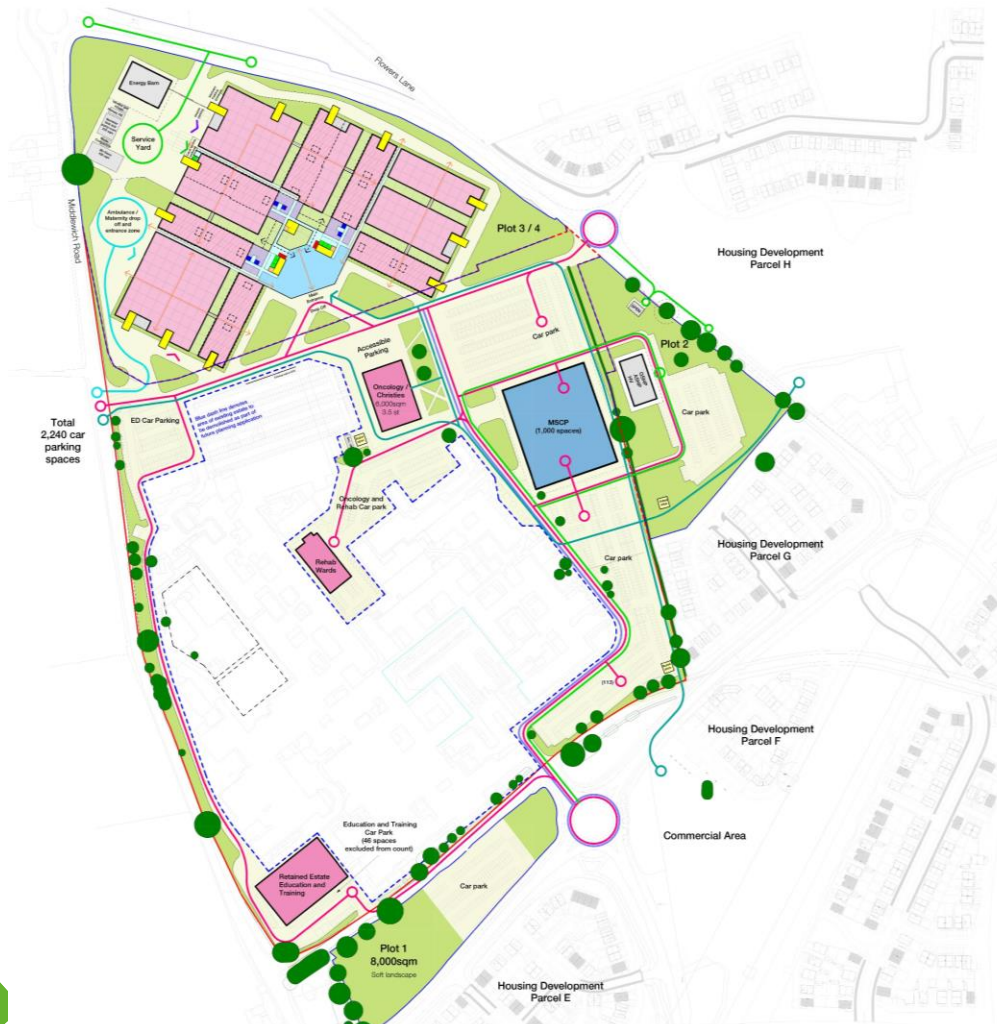 Flowers Lane
Energy Barn
Service
Yard
Middlewich Road
Ambulance /
Maternity drop
off and
entrance zone
Plot 3 / 4
Housing Development
Parcel H
Main
Entrance
Drop Off
Car park
Plot 2
Accessible
Parking
Oncology /
Christies
6,000sqm
3.5 st
MSCP
(1,000 spaces)
Car park
Total
2,240 car
parking
spaces
ED Car Parking
Blue dash line denotes
area of existing estate to
be demolished as part of
future planning application
Oncology and
Rehab Car park
Rehab
Wards
Car park
Housing Development
Parcel G
(113)
Housing Development
Parcel F
Commercial Area
Education and Training
Car Park
(46 spaces
excluded from count)
Retained Estate
Education and
Training
Car park
Plot 1
8,000sqm
Soft landscape
Housing Development
Parcel E